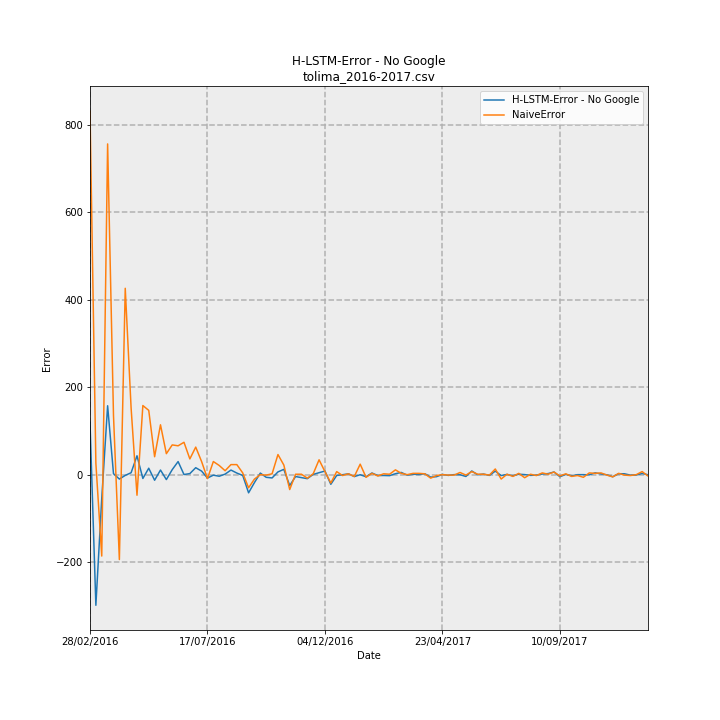 H-LSTM-Error - No Google
tolima_2016-2017.csv
H-LSTM-Error - No Google
NaiveError
800
600
400
200
0
−200
Error
28/02/2016
17/07/2016
04/12/2016
23/04/2017
10/09/2017
Date